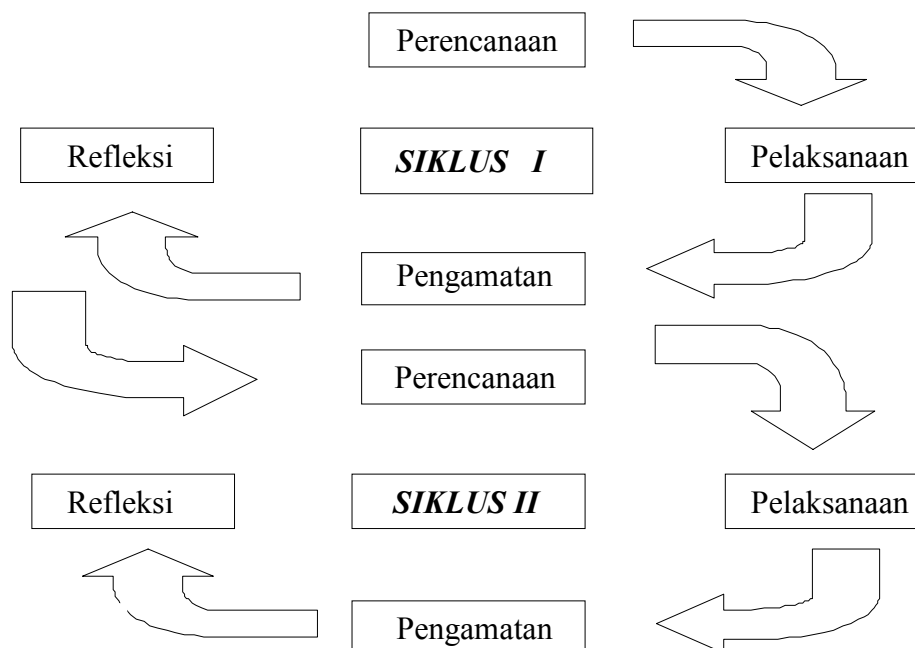 Perencanaan
Refleksi
SIKLUS I
Pelaksanaan
Pengamatan
Perencanaan
Refleksi
SIKLUS II
Pelaksanaan
Pengamatan